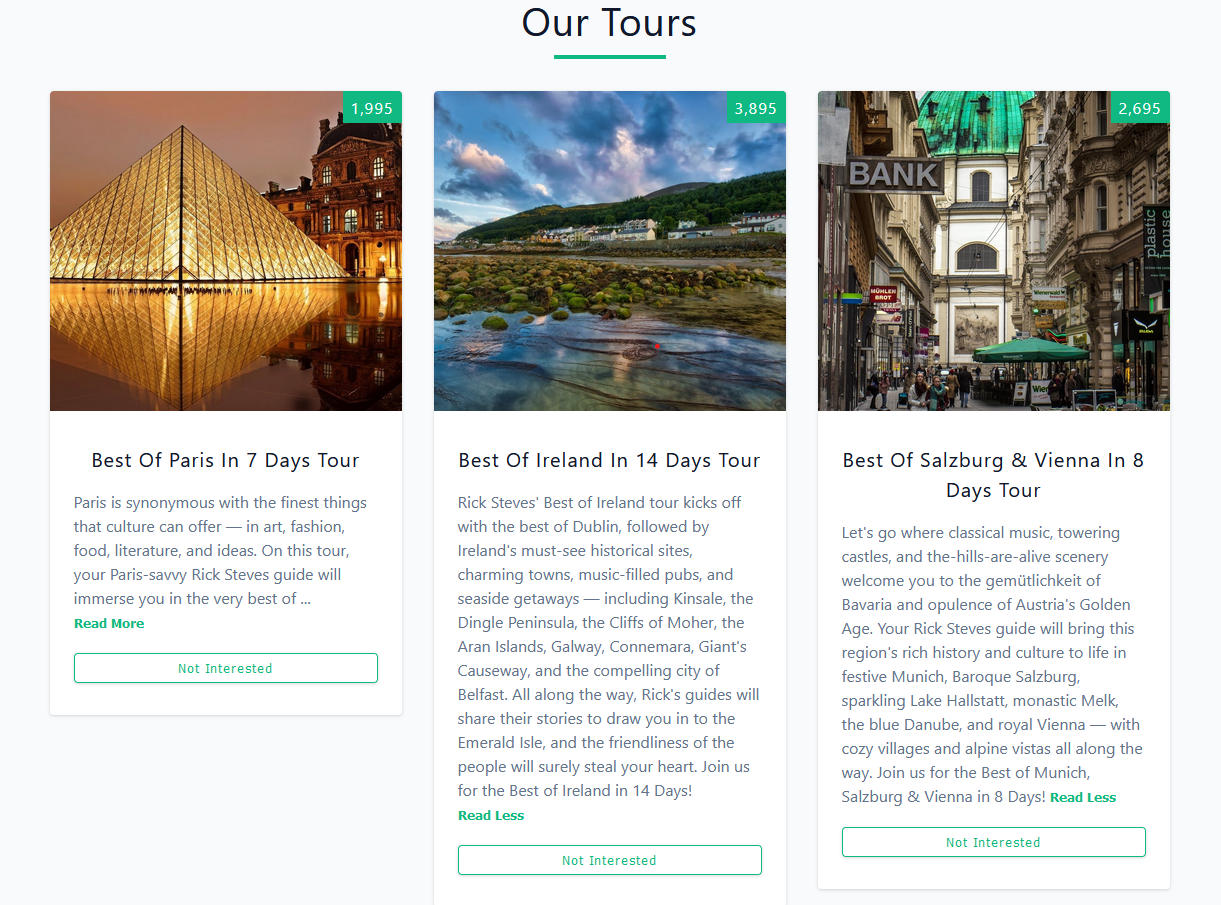 Our Tours
1,995
3,895
2,695
BANK
plastic
house
MÜHLEN
BROT
Wienerwald
Wien
Best Of Paris In 7 Days Tour
Paris is synonymous with the finest things
that culture can offer — in art, fashion,
food, literature, and ideas. On this tour,
your Paris-savvy Rick Steves guide will
immerse you in the very best of ...
Read More
Not Interested
Best Of Ireland In 14 Days Tour
Rick Steves' Best of Ireland tour kicks off
with the best of Dublin, followed by
Ireland's must-see historical sites,
charming towns, music-filled pubs, and
seaside getaways — including Kinsale, the
Dingle Peninsula, the Cliffs of Moher, the
Aran Islands, Galway, Connemara, Giant's
Causeway, and the compelling city of
Belfast. All along the way, Rick's guides will
share their stories to draw you in to the
Emerald Isle, and the friendliness of the
people will surely steal your heart. Join us
for the Best of Ireland in 14 Days!
Read Less
Not Interested
Best Of Salzburg & Vienna In 8
Days Tour
Let's go where classical music, towering
castles, and the-hills-are-alive scenery
welcome you to the gemütlichkeit of
Bavaria and opulence of Austria's Golden
Age. Your Rick Steves guide will bring this
region's rich history and culture to life in
festive Munich, Baroque Salzburg,
sparkling Lake Hallstatt, monastic Melk,
the blue Danube, and royal Vienna — with
cozy villages and alpine vistas all along the
way. Join us for the Best of Munich,
Salzburg & Vienna in 8 Days! Read Less
Not Interested